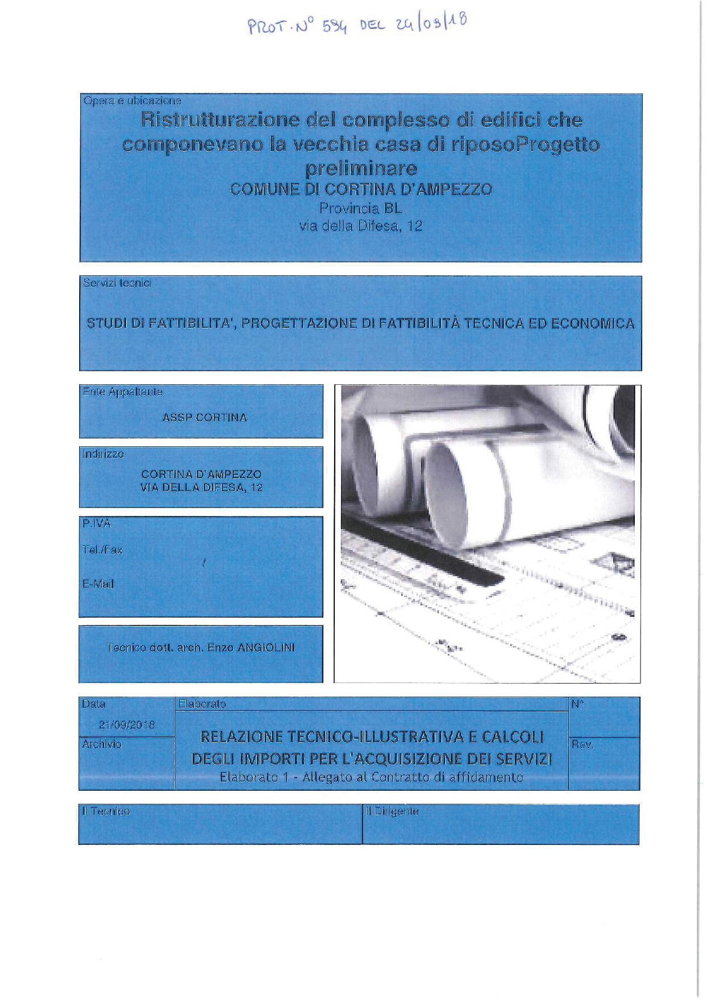 PROT. N° 594 DEL 24/09/18
Opera e ubicazione
Ristrutturazione del complesso di edifici che
componevano la vecchia casa di riposoProgetto
preliminare
COMUNE DI CORTINA D'AMPEZZO
Provincia BL
via della Difesa, 12
Servizi tecnici
STUDI DI FATTIBILITA', PROGETTAZIONE DI FATTIBILITÀ TECNICA ED ECONOMICA
Ente Appaltante
ASSP CORTINA
Indirizzo
CORTINA D'AMPEZZO
VIA DELLA DIFESA, 12
P.IVA
Tel./Fax
/
E-Mail
Tecnico dott. arch. Enzo ANGIOLINI
Data
21/09/2018
Archivio
Elaborato
RELAZIONE TECNICO-ILLUSTRATIVA E CALCOLI
DEGLI IMPORTI PER L'ACQUISIZIONE DEI SERVIZI
Elaborato 1 - Allegato al Contratto di affidamento
N°
Rev.
Il Tecnico
Il Dirigente